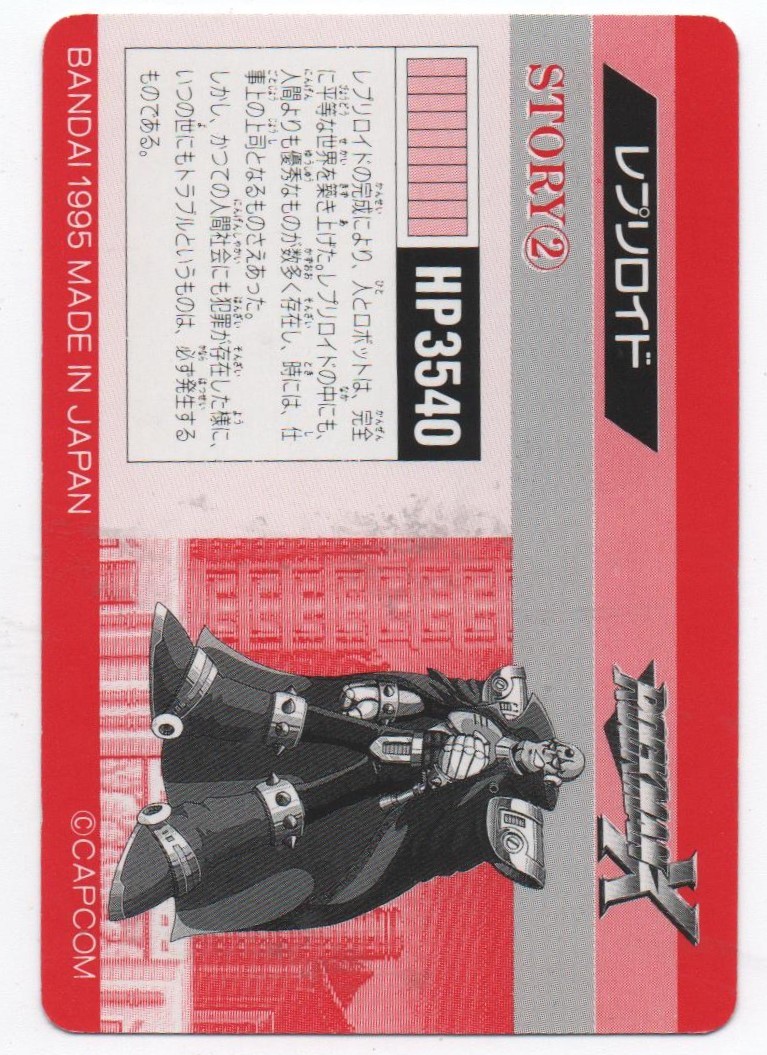 レプリロイド
ROCKMAN X
STORY②
HP3540
レプリロイドの完成により、人とロボットは、完全
に平等な世界を築き上げた。レプリロイドの中にも、
人間よりも優秀なものが数多く存在し、時には、仕
事上の上司となるものさえあった。
しかし、かつての人間社会にも犯罪が存在した様に、
いつの世にもトラブルというものは、必ず発生する
ものである。
BANDAI 1995 MADE IN JAPAN
©CAPCOM